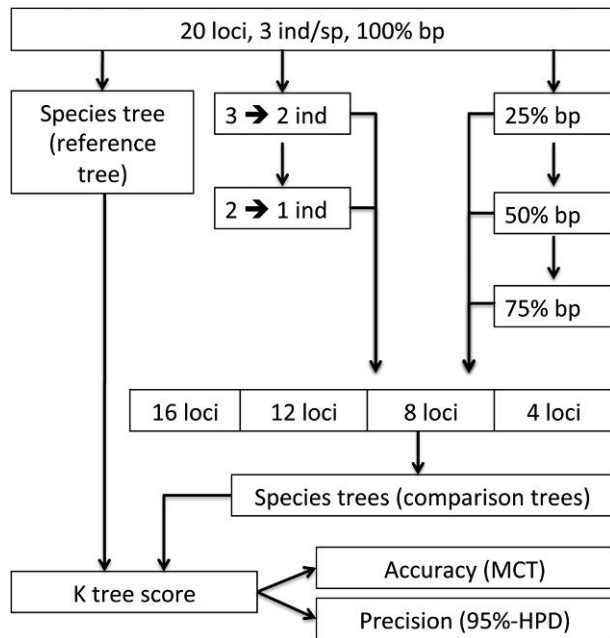 20 loci, 3 ind/sp, 100% bp
Species tree
(reference
tree)
3 ➔ 2 ind
2 ➔ 1 ind
25% bp
50% bp
75% bp
16 loci
12 loci
8 loci
4 loci
Species trees (comparison trees)
K tree score
Accuracy (MCT)
Precision (95%-HPD)